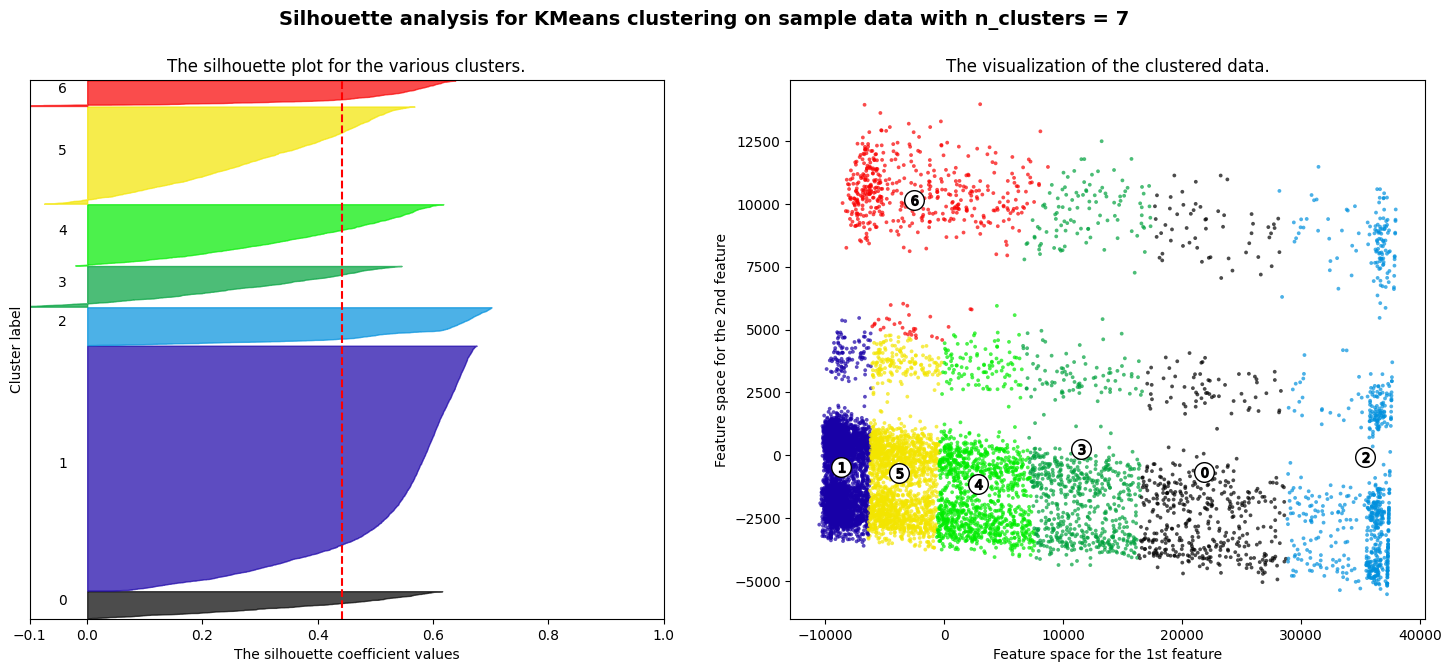 Silhouette analysis for KMeans clustering on sample data with n_clusters = 7
The silhouette plot for the various clusters.
6
5
4
3
2
1
0
Cluster label
−0.1 0.0 0.2 0.4 0.6 0.8 1.0
The silhouette coefficient values
The visualization of the clustered data.
12500
10000
7500
5000
2500
0
−2500
−5000
Feature space for the 2nd feature
6
3
1
5
4
0
2
−10000 0 10000 20000 30000 40000
Feature space for the 1st feature